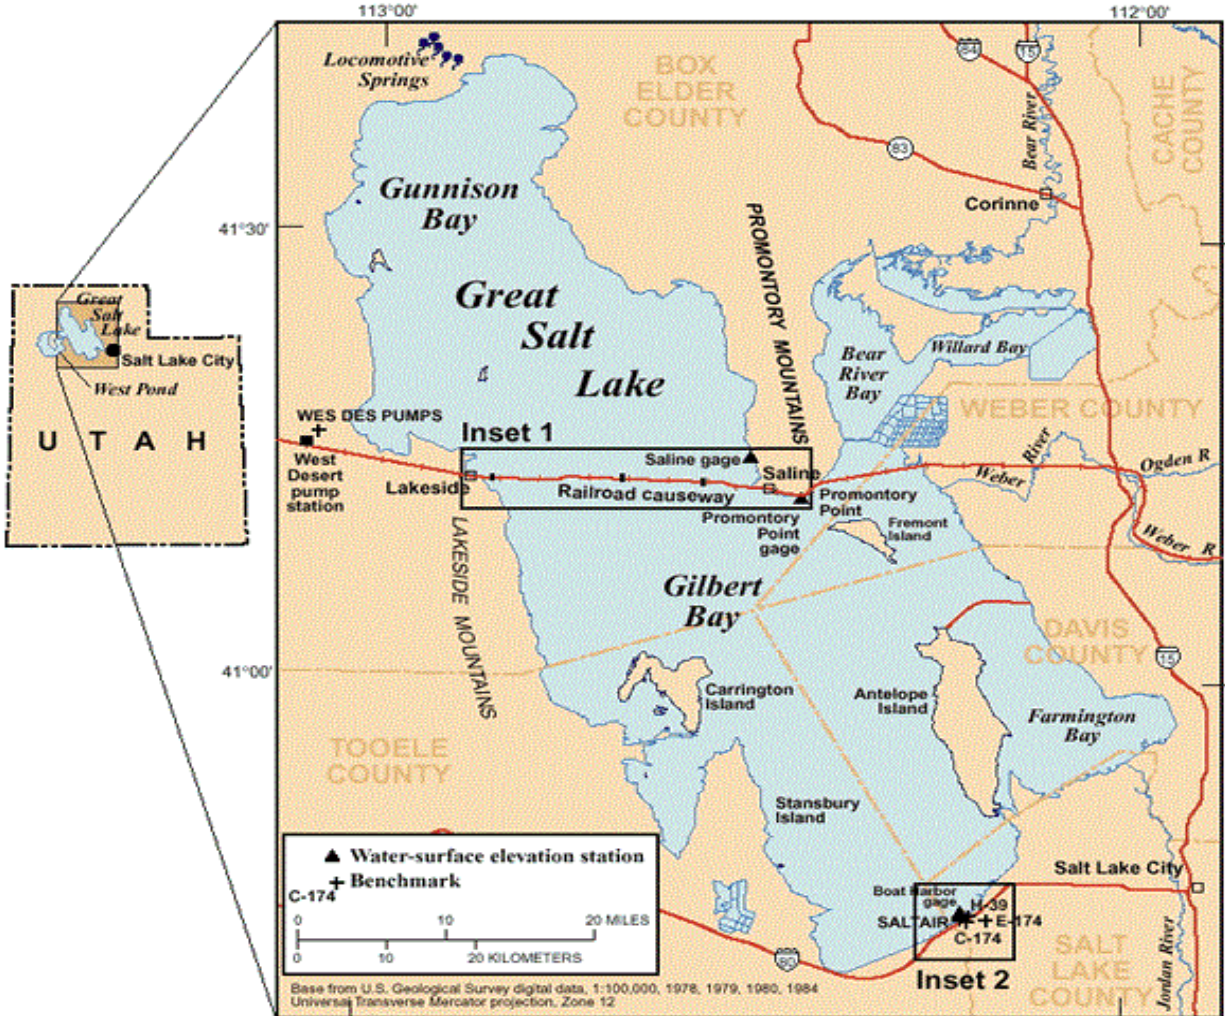 113°00'
112°00'
Locomotive
Springs
BOX
ELDER
COUNTY
84
15
CACHE
COUNTY
Bear River
83
Gunnison
Bay
Corinne
41°30'
PROMONTORY MOUNTAINS
Great
Salt
Lake
Great
Salt
Lake
Salt Lake City
West Pond
UTAH
Bear
River
Bay
Willard Bay
WEBER COUNTY
WES DES PUMPS
West
Desert
pump
station
Inset 1
Saline gage
Saline
Lakeside
Railroad causeway
Promontory
Point
Promontory
Point
gage
Fremont
Island
Weber River
Ogden R
Weber R
LAKESIDE MOUNTAINS
Gilbert
Bay
41°00'
DAVIS
COUNTY
15
Carrington
Island
Antelope
Island
Farmington
Bay
TOOELE
COUNTY
Stansbury
Island
Water-surface elevation station
Benchmark
C-174
0 10 20 MILES
0 10 20 KILOMETERS
Salt Lake City
Boat Harbor
gage
H-39
SALTAIR
E-174
C-174
80
Inset 2
SALT
LAKE
COUNTY
Jordan River
Base from U.S. Geological Survey digital data, 1:100,000, 1978, 1979, 1980, 1984
Universal Transverse Mercator projection, Zone 12